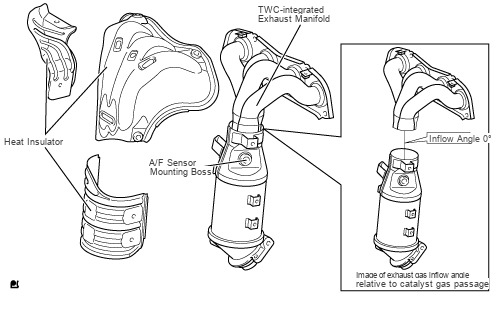 TWC-integrated
Exhaust Manifold
Heat Insulator
A/F Sensor
Mounting Boss
Inflow Angle 0°
Image of exhaust gas inflow angle
relative to catalyst gas passage